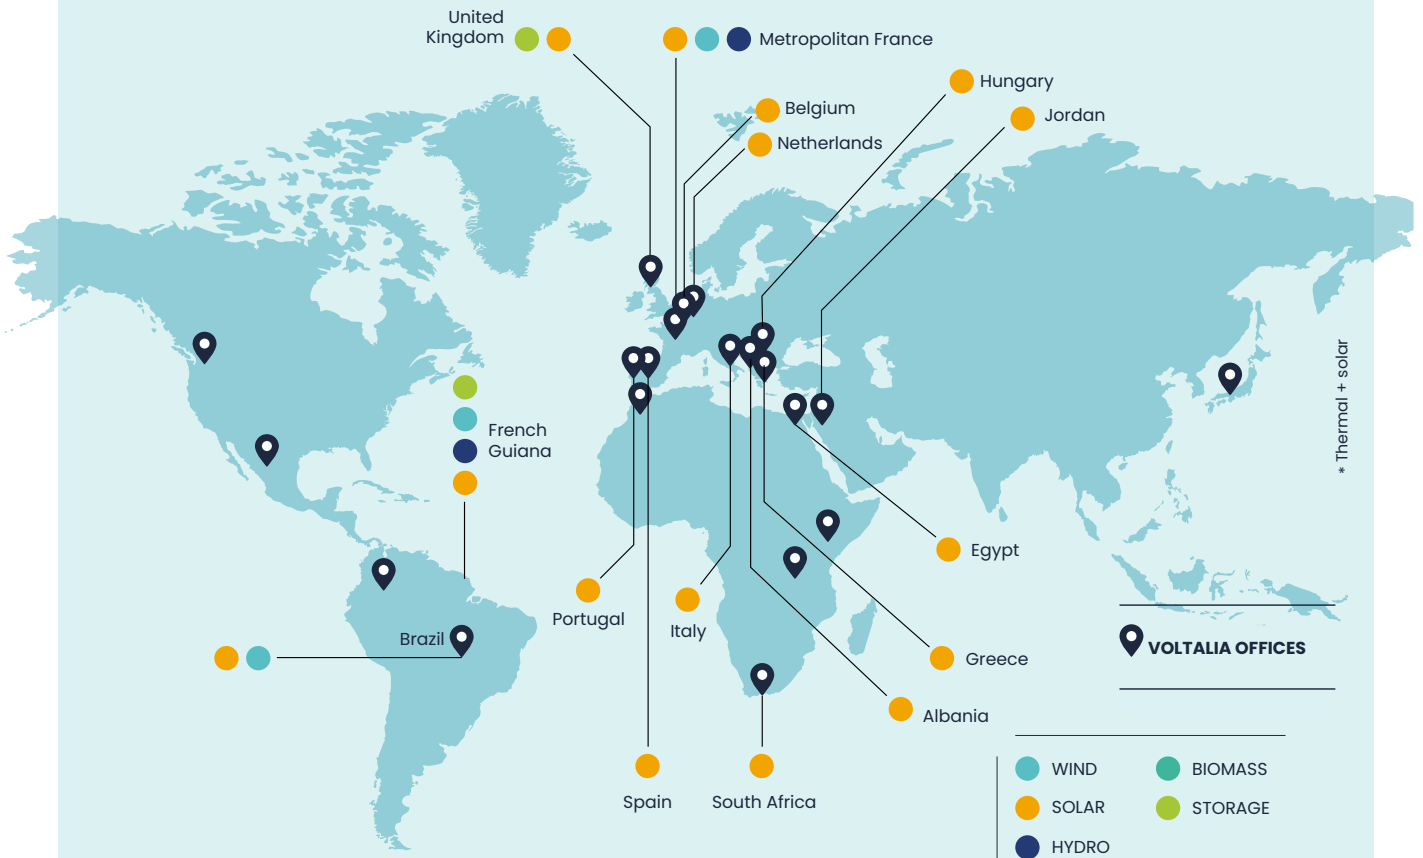 United
Kingdom
Metropolitan France
Hungary
Belgium
Jordan
Netherlands
* Thermal + solar
French
Guiana
Egypt
Portugal
Italy
Brazil
VOLTALIA OFFICES
Greece
Albania
Spain
South Africa
WIND
BIOMASS
SOLAR
STORAGE
HYDRO